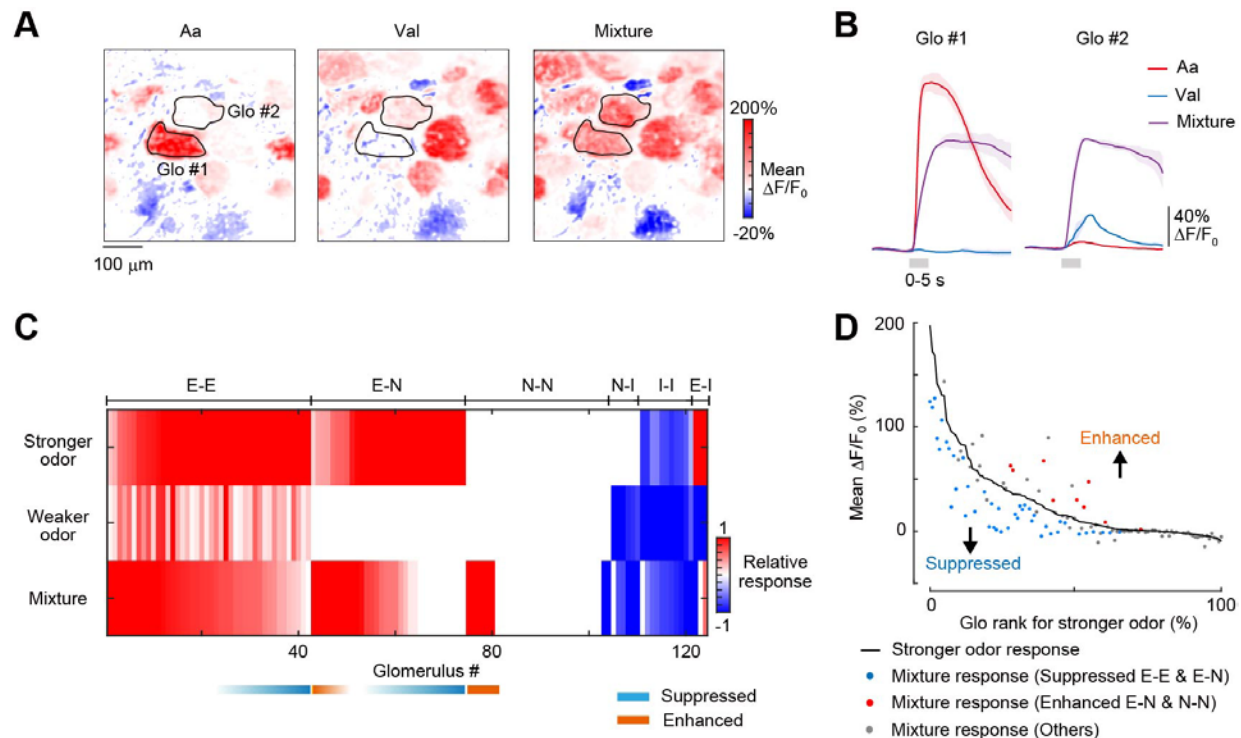 A
Aa
Val
Mixture
Glo #2
Glo #1
200%
Mean
ΔF/F0
-20%
100 μm
B
Glo #1
Glo #2
Aa
Val
Mixture
40%
ΔF/F0
0-5 s
C
E-E
E-N
N-N
N-I
I-I
E-I
Stronger
odor
Weaker
odor
Mixture
1
Relative
response
-1
40
80
120
Glomerulus #
Suppressed
Enhanced
D
200
100
0
Mean ΔF/F0 (%)
Enhanced
Suppressed
0
100
Glo rank for stronger odor (%)
Stronger odor response
Mixture response (Suppressed E-E & E-N)
Mixture response (Enhanced E-N & N-N)
Mixture response (Others)